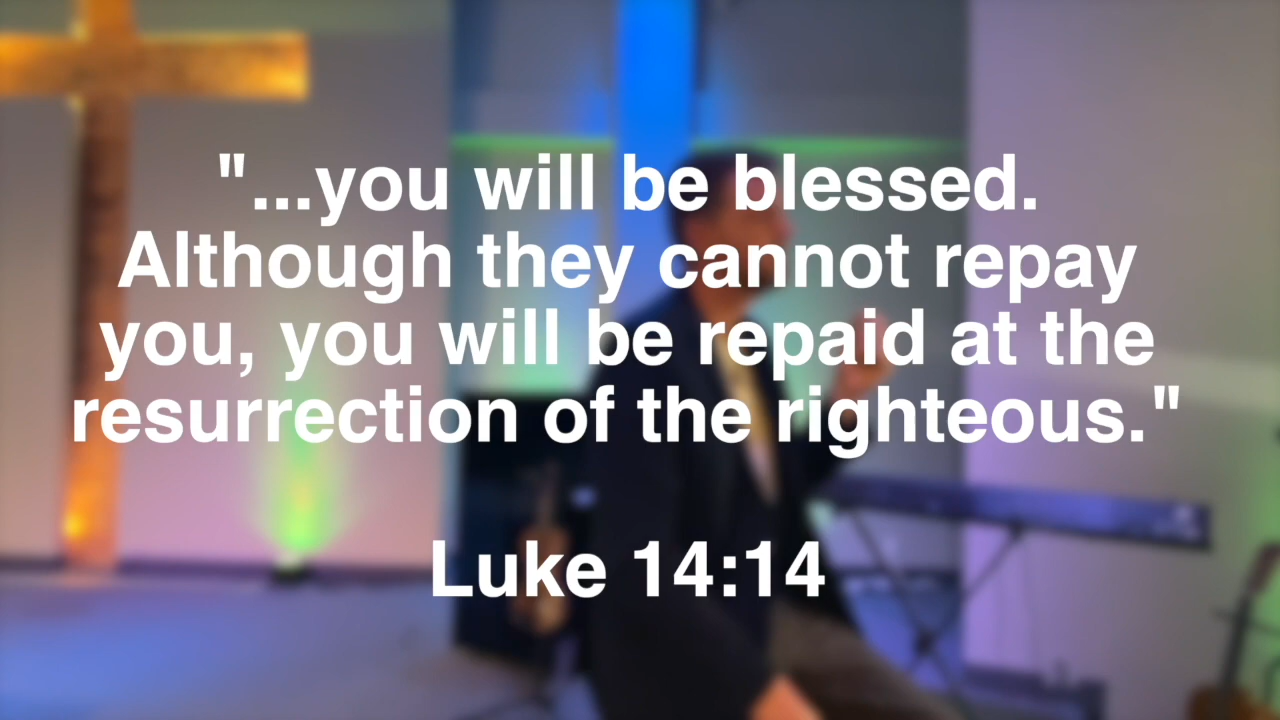 "...you will be blessed.
Although they cannot repay
you, you will be repaid at the
resurrection of the righteous."
Luke 14:14